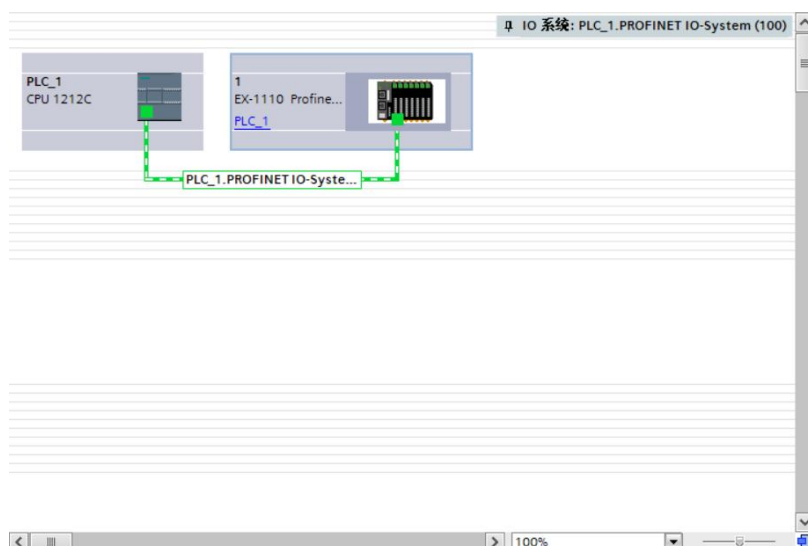 IO 系统: PLC_1.PROFINET IO-System (100)
PLC_1
CPU 1212C
1
EX-1110 Profine...
PLC_1
PLC_1.PROFINET IO-Syste...
100%